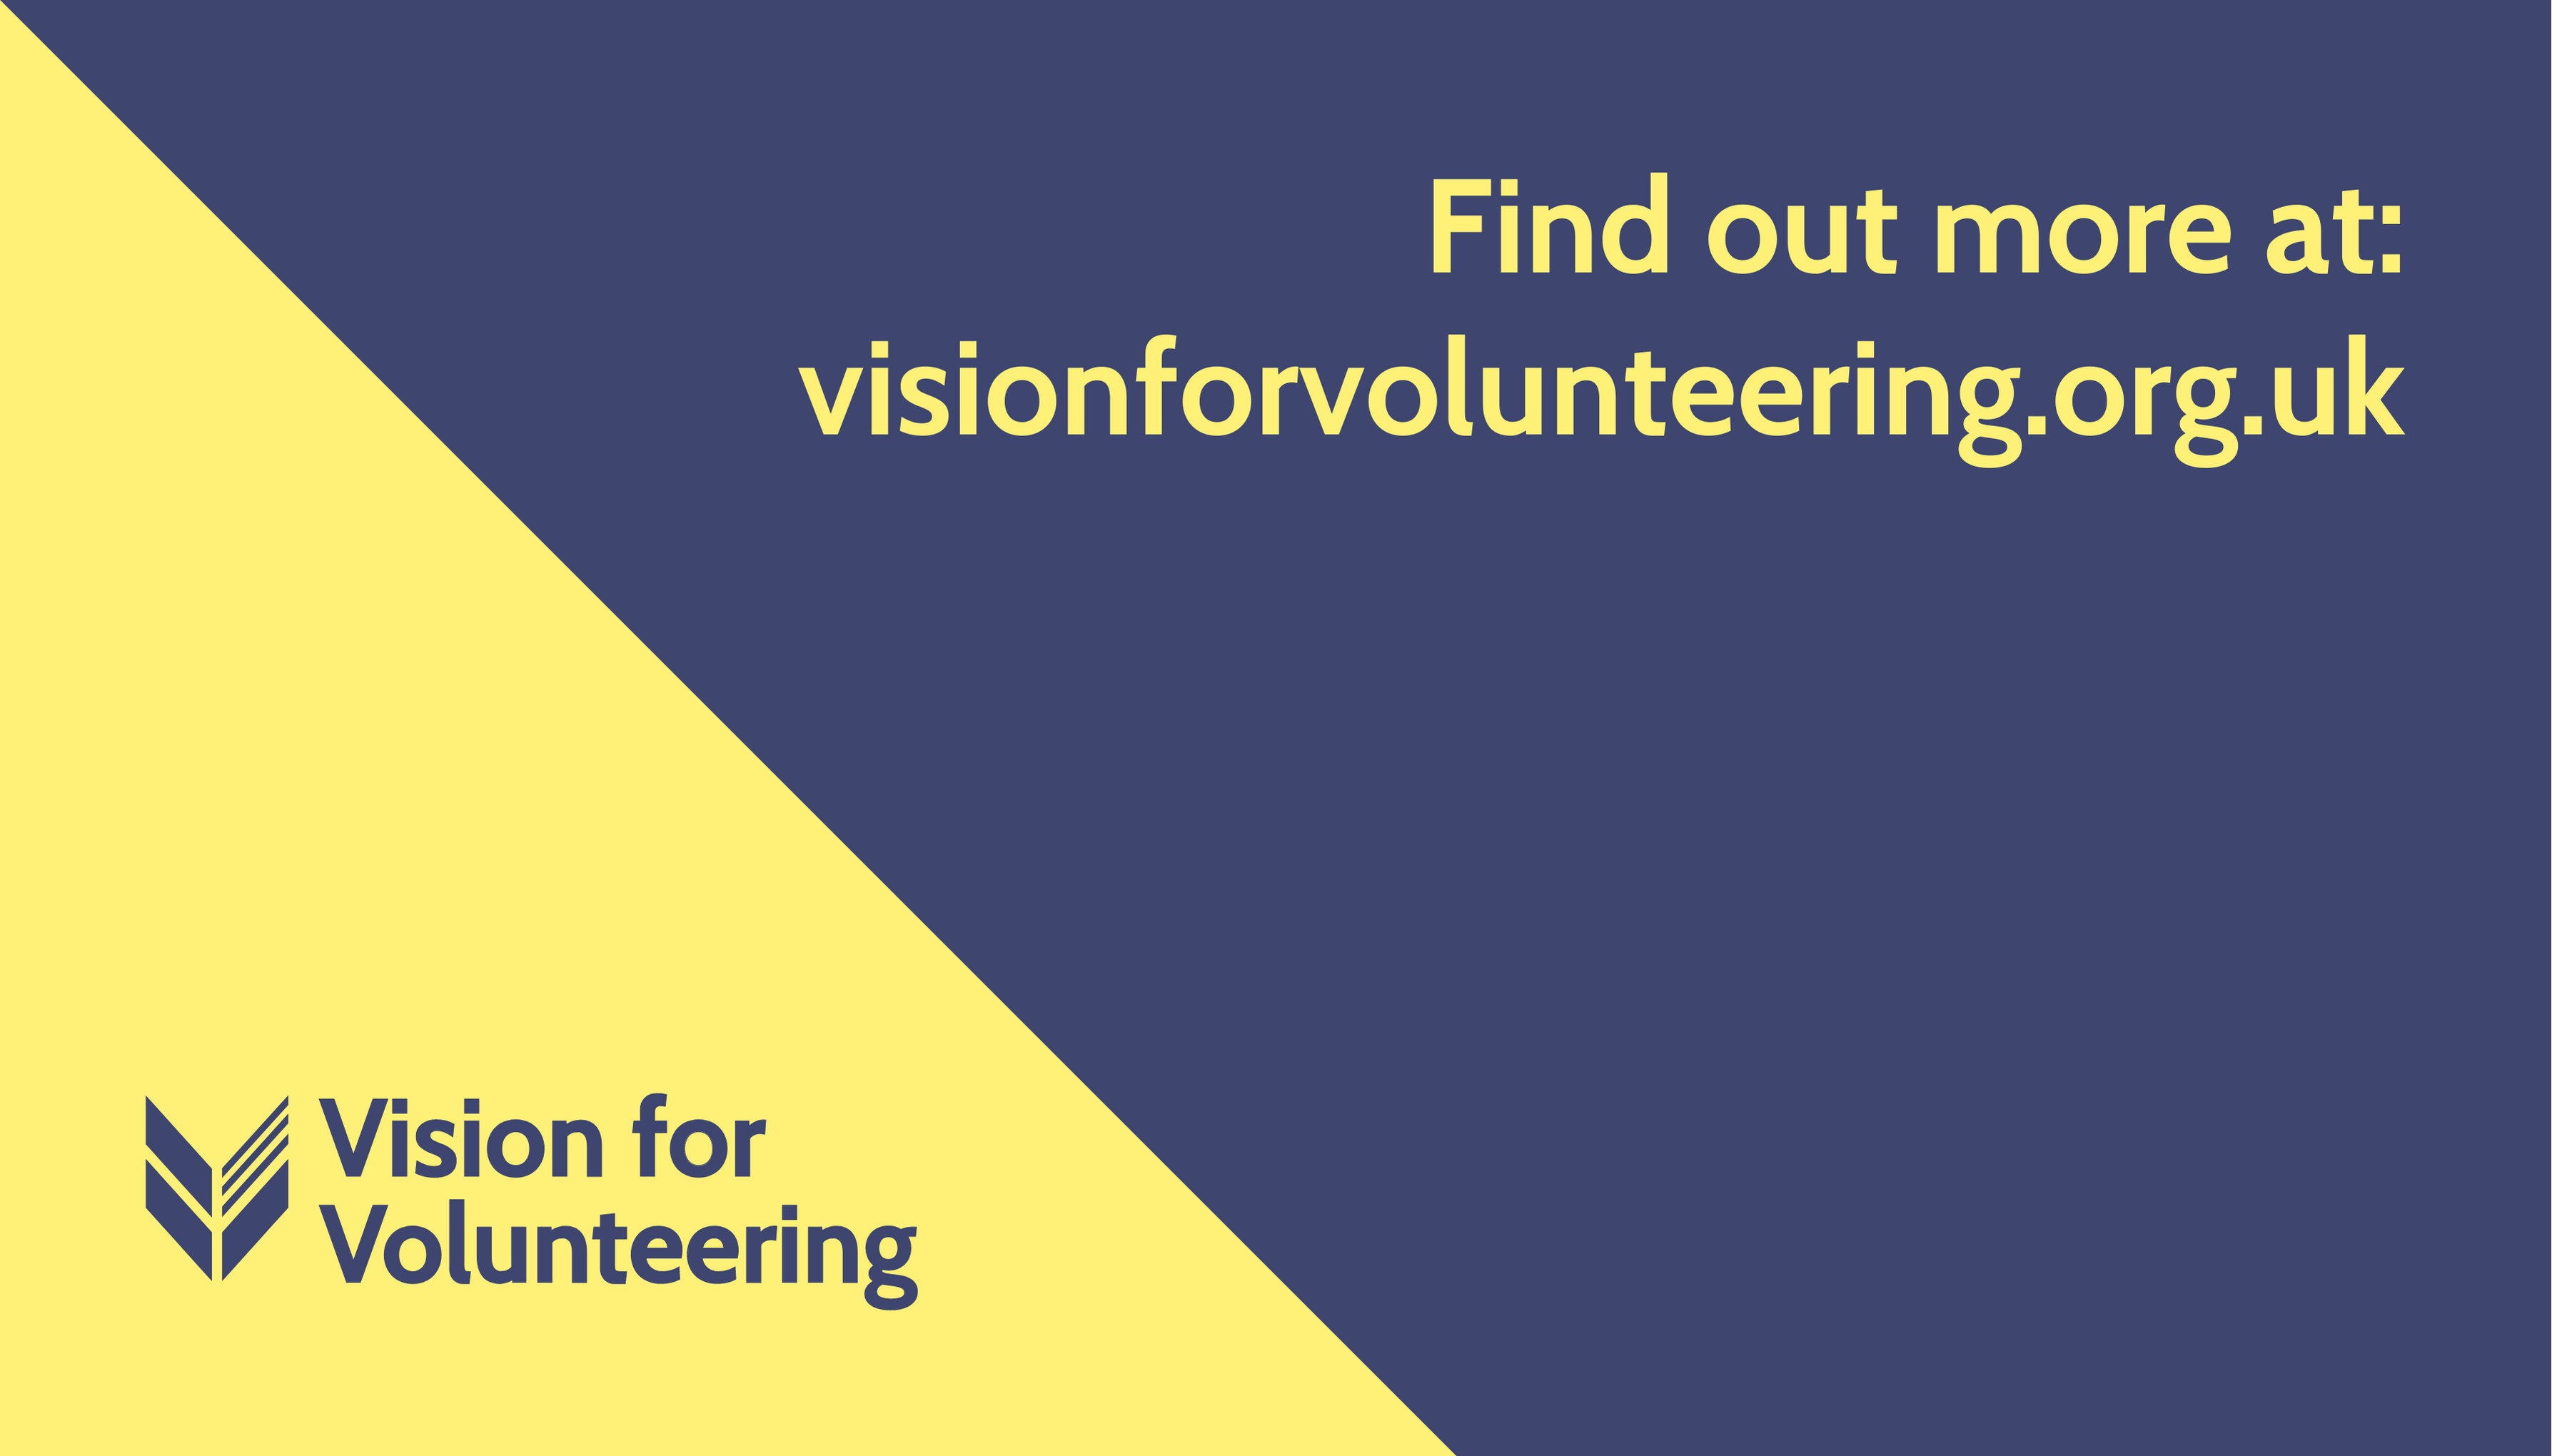 Find out more at:
visionforvolunteering.org.uk
Vision for
Volunteering